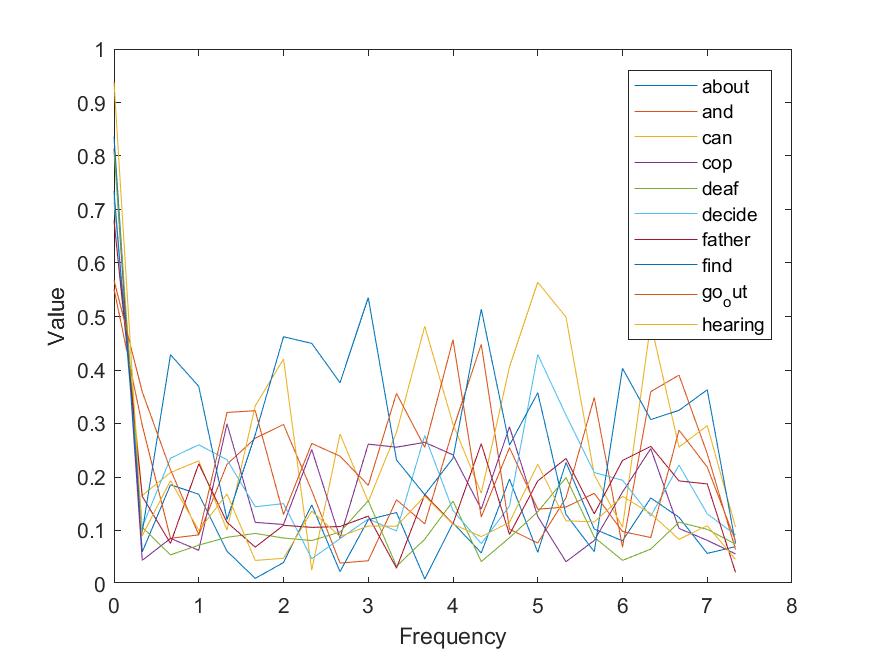 1
0.9
0.8
0.7
0.6
0.5
0.4
0.3
0.2
0.1
0
Value
0 1 2 3 4 5 6 7 8
Frequency
about
and
can
cop
deaf
decide
father
find
goₒut
hearing